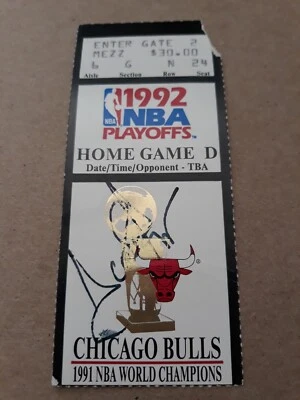 ENTER GATE 2
MEZZ $30.00
6 G N 24
Aisle Section Row Seat
1992
NBA
NBA
PLAYOFFS
HOME GAME D
Date/Time/Opponent - TBA
CHICAGO BULLS
1991 NBA WORLD CHAMPIONS